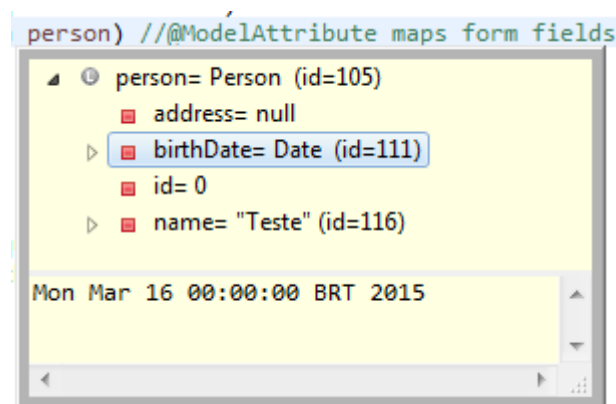 person) //@ModelAttribute maps form fields
person= Person (id=105)
address= null
birthDate= Date (id=111)
id= 0
name= "Teste" (id=116)
Mon Mar 16 00:00:00 BRT 2015